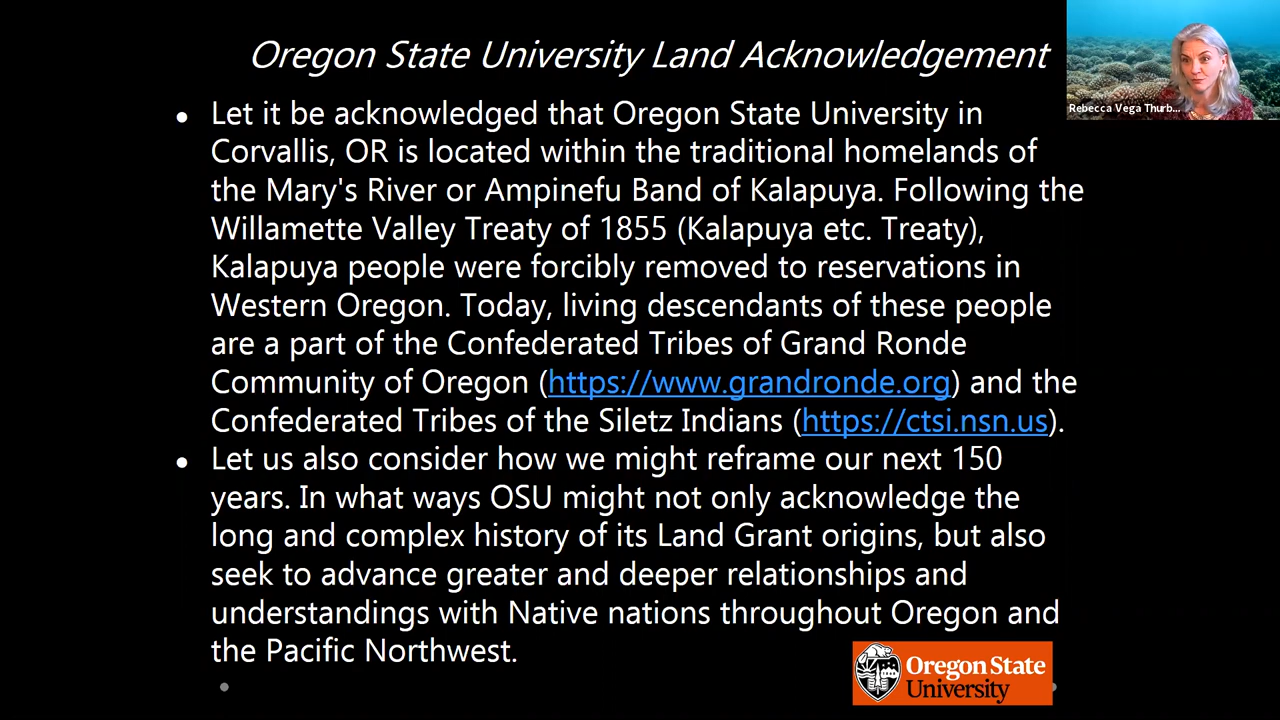 Oregon State University Land Acknowledgement
Rebecca Vega Thurb...
• Let it be acknowledged that Oregon State University in
Corvallis, OR is located within the traditional homelands of
the Mary's River or Ampinefu Band of Kalapuya. Following the
Willamette Valley Treaty of 1855 (Kalapuya etc. Treaty),
Kalapuya people were forcibly removed to reservations in
Western Oregon. Today, living descendants of these people
are a part of the Confederated Tribes of Grand Ronde
Community of Oregon (https://www.grandronde.org) and the
Confederated Tribes of the Siletz Indians (https://ctsi.nsn.us).
• Let us also consider how we might reframe our next 150
years. In what ways OSU might not only acknowledge the
long and complex history of its Land Grant origins, but also
seek to advance greater and deeper relationships and
understandings with Native nations throughout Oregon and
the Pacific Northwest.
Oregon State
University